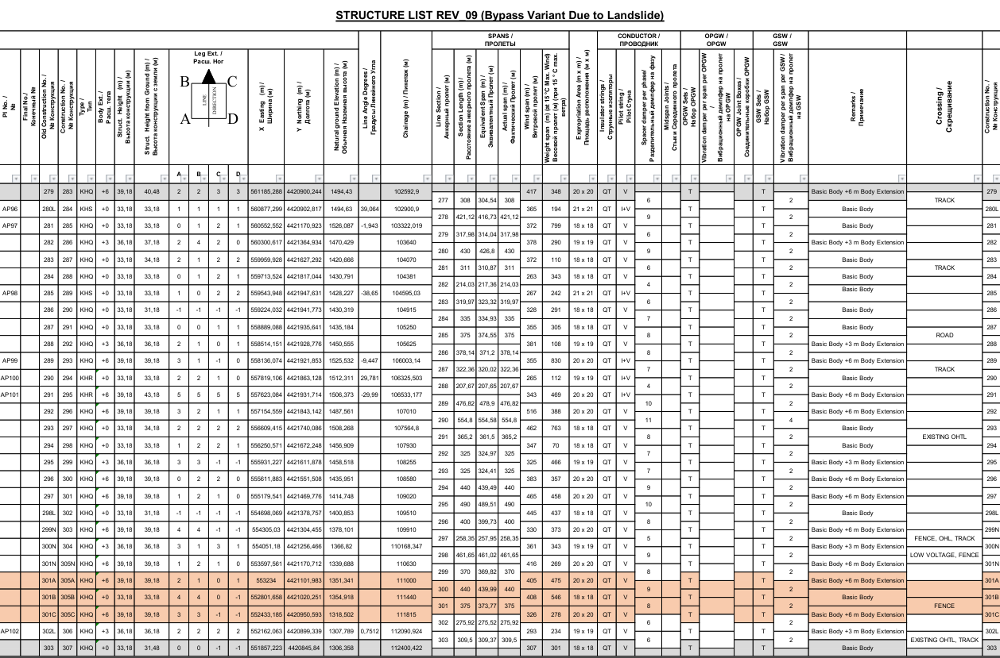 STRUCTURE LIST REV_09 (Bypass Variant Due to Landslide)
SPANS / ПРОЛЕТЫ
CONDUCTOR / ПРОВОДНИК
OPGW / OPGW
GSW / GSW
PI No. / №
Final No / Конечный №
Old Construction No. / № Конструкция
Construction No. / № Конструкция
Type / Тип
Body Ext. / Расш. тела
Struct. Height (m) / Высота конструкции (м)
Struct. Height from Ground (m) / Высота конструкции с земли (м)
Leg Ext. / Расш. Ног
B C
A D
LINE DIRECTION
X Easting (m) / Ширина (м)
Y Northing (m) / Долгота (м)
Natural ground Elevation (m) / Обычная Наземная высота (м)
Line Angle Degrees / Градусы Линейного Угла
Chainage (m) / Пикетаж (м)
Line Section / Анкерный пролет (м)
Section Length (m) / Расстояние анкерного пролета (м)
Equivalent Span (m) / Эквивалентный Пролет (м)
Actual span (m) / Фактический Пролет (м)
Wind span (m) / Ветровой пролет (м)
Weight span (m) (at 15 °C Max. Wind) Весовой пролет (м) (при 15 ° C max. ветра)
Expropriation Area (m x m) / Площадь расположения (м x м)
Insulator strings / Струнные изоляторы
Pilot string / Pilot Стуна
Spacer damper per phase/ Разделительный демпфер на фазу
Midspan Joints / Стыки Середины пролета
OPGW Sets / Набор OPGW
Vibration damper per span per OPGW Вибрационный демпфер на пролет на OPGW
OPGW Joint Boxes / Соединительные коробки OPGW
GSW Sets / Набор GSW
Vibration damper per span per GSW / Вибрационный демпфер на пролет на GSW
Remarks / Примечание
Crossing / Скрещивание
Construction No. / № Конструкция
A B C D
279 283 KHQ +6 39,18 40,48 2 2 3 3 561185,288 4420900,244 1494,43 102592,9 417 348 20 x 20 QT V T T Basic Body +6 m Body Extension 279
277 308 304,54 308 6 2 TRACK
AP96 280L 284 KHS +0 33,18 33,18 1 1 1 1 560877,299 4420902,817 1494,63 39,064 102900,9 365 194 21 x 21 QT I+V T T Basic Body 280L
278 421,12 416,73 421,12 9 2
AP97 281 285 KHQ +0 33,18 33,18 0 1 2 1 560552,552 4421170,923 1526,087 -1,943 103322,019 372 799 18 x 18 QT V T T Basic Body 281
279 317,98 314,04 317,98 6 2
282 286 KHQ +3 36,18 37,18 2 4 2 0 560300,617 4421364,934 1470,429 103640 378 290 19 x 19 QT V T T Basic Body +3 m Body Extension 282
280 430 426,8 430 9 2
283 287 KHQ +0 33,18 34,18 2 1 2 2 559959,928 4421627,292 1420,666 104070 372 110 18 x 18 QT V T T Basic Body 283
281 311 310,87 311 6 2 TRACK
284 288 KHQ +0 33,18 33,18 1 0 2 1 559713,524 4421817,044 1430,791 104381 263 343 18 x 18 QT V T T Basic Body 284
282 214,03 217,36 214,03 4 2
AP98 285 289 KHS +0 33,18 33,18 1 0 2 2 559543,948 4421947,631 1428,227 -38,65 104595,03 267 242 21 x 21 QT I+V T T Basic Body 285
283 319,97 323,32 319,97 6 2
286 290 KHQ +0 33,18 31,18 -1 -1 -1 -1 559224,032 4421941,773 1430,319 104915 328 291 18 x 18 QT V T T Basic Body 286
284 335 334,93 335 7 2
287 291 KHQ +0 33,18 33,18 0 0 1 1 558889,088 4421935,641 1435,184 105250 355 305 18 x 18 QT V T T Basic Body 287
285 375 374,55 375 8 2 ROAD
288 292 KHQ +3 36,18 36,18 2 1 0 1 558514,151 4421928,776 1450,555 105625 381 108 19 x 19 QT V T T Basic Body +3 m Body Extension 288
286 378,14 371,2 378,14 8 2
AP99 289 293 KHQ +6 39,18 39,18 3 1 -1 0 558136,074 4421921,853 1525,532 -9,447 106003,14 355 830 20 x 20 QT I+V T T Basic Body +6 m Body Extension 289
287 322,36 320,02 322,36 7 2 TRACK
AP100 290 294 KHR +0 33,18 33,18 2 2 1 0 557819,106 4421863,128 1512,311 29,781 106325,503 265 112 19 x 20 QT I+V T T Basic Body 290
288 207,67 207,65 207,67 4 2
AP101 291 295 KHR +6 39,18 43,18 5 5 5 5 557623,084 4421931,714 1506,373 -29,99 106533,177 343 469 20 x 20 QT I+V T T Basic Body +6 m Body Extension 291
289 476,82 478,9 476,82 10 2
292 296 KHQ +6 39,18 39,18 3 2 1 1 557154,559 4421843,142 1487,561 107010 516 388 20 x 20 QT V T T Basic Body +6 m Body Extension 292
290 554,8 554,58 554,8 11 4
293 297 KHQ +0 33,18 34,18 2 2 2 2 556609,415 4421740,086 1508,268 107564,8 462 763 18 x 18 QT V T T Basic Body 293
291 365,2 361,5 365,2 8 2 EXISTING OHTL
294 298 KHQ +0 33,18 33,18 1 2 2 1 556250,571 4421672,248 1456,909 107930 347 70 18 x 18 QT V T T Basic Body 294
292 325 324,97 325 7 2
295 299 KHQ +3 36,18 36,18 3 3 -1 -1 555931,227 4421611,878 1458,518 108255 325 466 19 x 19 QT V T T Basic Body +3 m Body Extension 295
293 325 324,41 325 7 2
296 300 KHQ +6 39,18 39,18 0 2 2 0 555611,883 4421551,508 1435,951 108580 383 357 20 x 20 QT V T T Basic Body +6 m Body Extension 296
294 440 439,49 440 9 2
297 301 KHQ +6 39,18 39,18 0 2 2 1 555179,541 4421469,776 1414,748 109020 465 458 20 x 20 QT V T T Basic Body +6 m Body Extension 297
295 490 489,51 490 10 2
298L 302 KHQ +0 33,18 31,18 -1 -1 -1 -1 554698,069 4421378,757 1400,853 109510 445 437 18 x 18 QT V T T Basic Body 298L
296 400 399,73 400 8 2
299N 303 KHQ +6 39,18 39,18 4 4 -1 -1 554305,03 4421304,455 1378,101 109910 330 373 20 x 20 QT V T T Basic Body +6 m Body Extension 299N
297 258,35 257,95 258,35 5 2 FENCE, OHL, TRACK
300N 304 KHQ +3 36,18 36,18 3 1 3 1 554051,18 4421256,466 1366,82 110168,347 361 343 19 x 19 QT V T T Basic Body +3 m Body Extension 300N
298 461,65 461,02 461,65 9 2 LOW VOLTAGE, FENCE
301N 305N KHQ +6 39,18 39,18 1 2 1 0 553597,561 4421170,712 1339,688 110630 416 269 20 x 20 QT V T T Basic Body +6 m Body Extension 301N
299 370 369,82 370 8 2
301A 305A KHQ +6 39,18 39,18 2 1 0 1 553234 4421101,983 1351,341 111000 405 475 20 x 20 QT V T T Basic Body +6 m Body Extension 301A
300 440 439,99 440 9 2
301B 305B KHQ +0 33,18 33,18 4 4 0 -1 552801,658 4421020,251 1354,918 111440 408 546 18 x 18 QT V T T Basic Body 301B
301 375 373,77 375 8 2 FENCE
301C 305C KHQ +6 39,18 39,18 3 3 -1 -1 552433,185 4420950,593 1318,502 111815 326 278 20 x 20 QT V T T Basic Body +6 m Body Extension 301C
302 275,92 275,52 275,92 6 2
AP102 302L 306 KHQ +3 36,18 37,18 2 2 2 2 552162,063 4420899,339 1307,789 0,7512 112090,924 293 234 19 x 19 QT V T T Basic Body +3 m Body Extension 302L
303 309,5 309,37 309,5 6 2 EXISTING OHTL, TRACK
303 307 KHQ +0 33,18 31,48 0 0 -1 -1 551857,223 4420845,84 1306,358 112400,422 307 301 18 x 18 QT V T T Basic Body 303